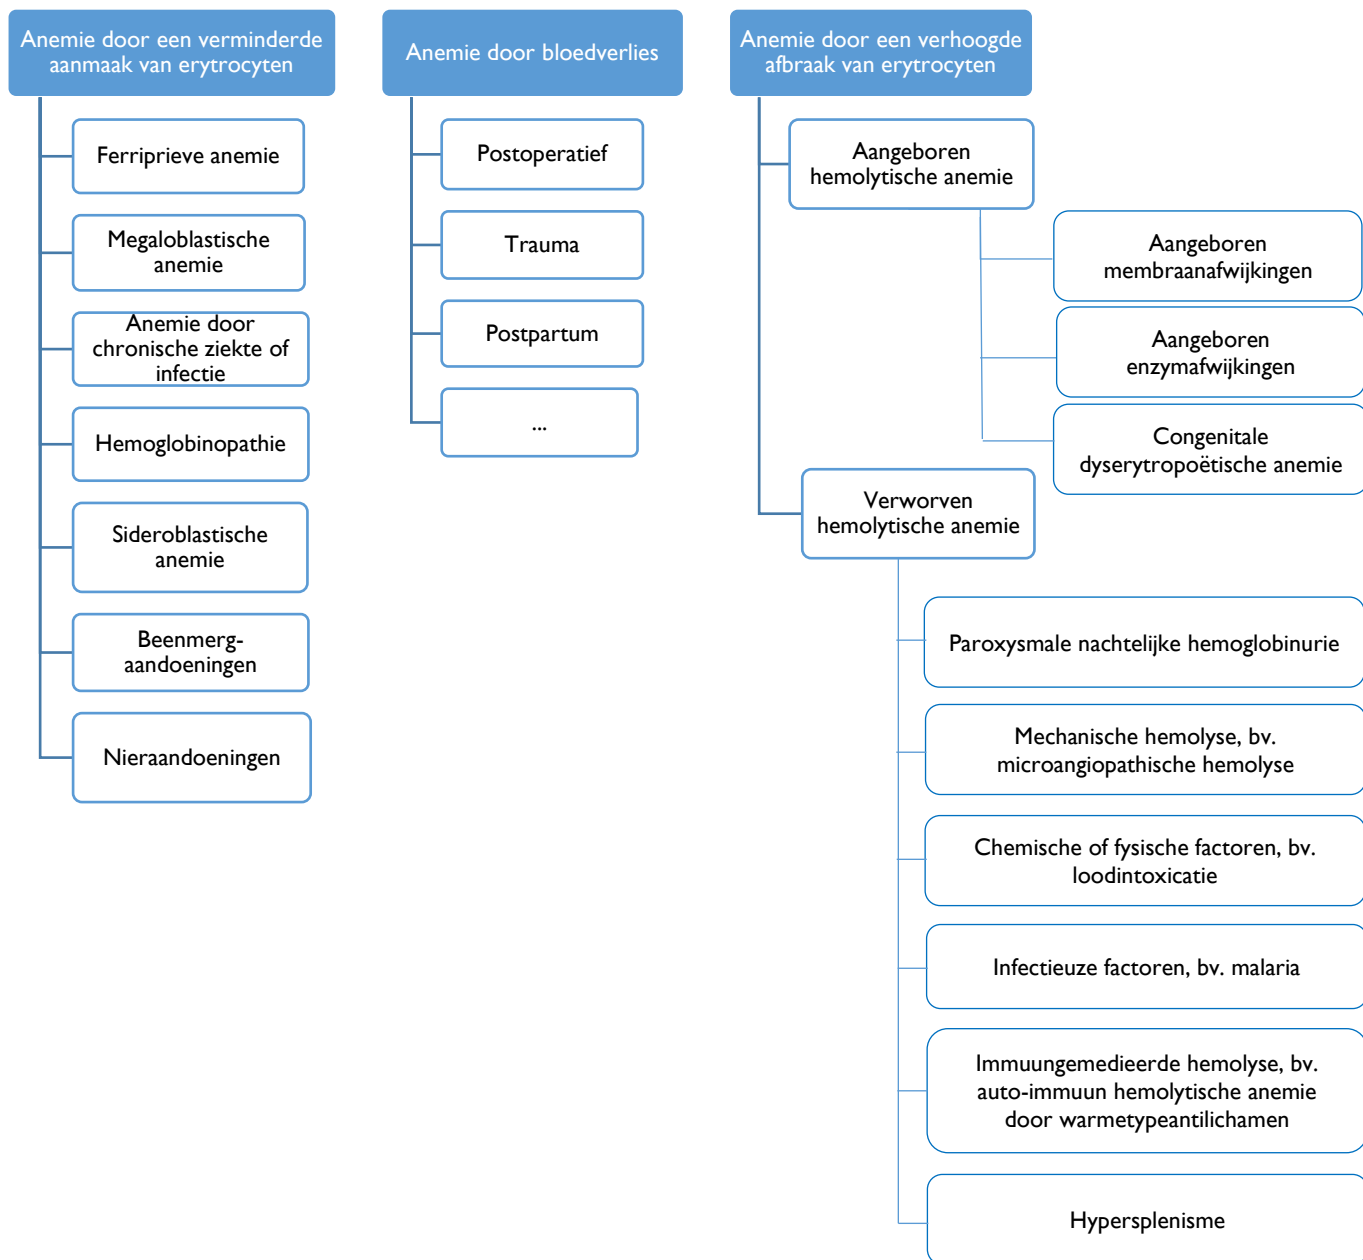 Anemie door een verminderde
aanmaak van erytrocyten
Ferriprieve anemie
Megaloblastische
anemie
Anemie door
chronische ziekte of
infectie
Hemoglobinopathie
Sideroblastische
anemie
Beenmerg-
aandoeningen
Nieraandoeningen
Anemie door bloedverlies
Postoperatief
Trauma
Postpartum
...
Anemie door een verhoogde
afbraak van erytrocyten
Aangeboren
hemolytische anemie
Aangeboren
membraanafwijkingen
Aangeboren
enzymafwijkingen
Congenitale
dyserytropoëtische anemie
Verworven
hemolytische anemie
Paroxysmale nachtelijke hemoglobinurie
Mechanische hemolyse, bv.
microangiopathische hemolyse
Chemische of fysische factoren, bv.
loodintoxicatie
Infectieuze factoren, bv. malaria
Immuungemedieerde hemolyse, bv.
auto-immuun hemolytische anemie
door warmetypeantilichamen
Hypersplenisme